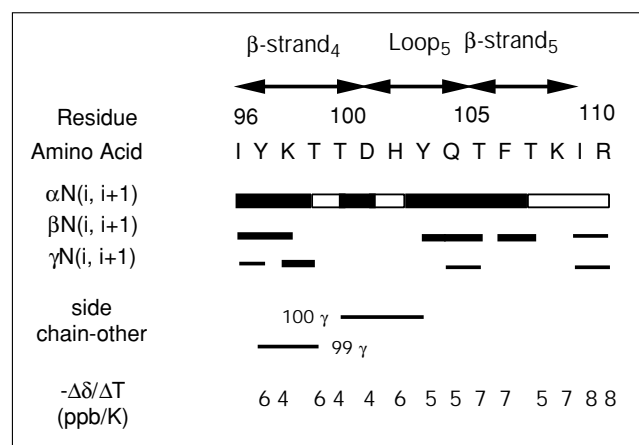 β-strand₄ Loop₅ β-strand₅
Residue 96 100 105 110
Amino Acid I Y K T T D H Y Q T F T K I R
αN(i, i+1)
βN(i, i+1)
γN(i, i+1)
side
chain-other
100 γ
99 γ
-Δδ/ΔT
(ppb/K)
6 4 6 4 4 6 5 5 7 7 5 7 8 8